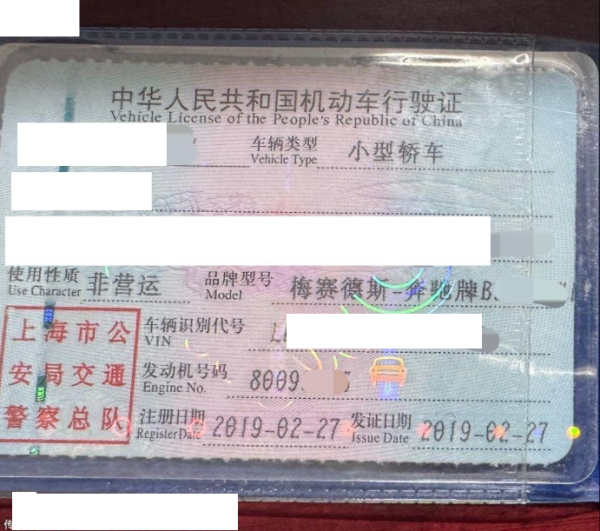 中华人民共和国机动车行驶证
Vehicle License of the People's Republic of China
车辆类型 小型轿车
Vehicle Type
使用性质 非营运 品牌型号 梅赛德斯-奔驰牌B
Use Character Model
上海市公
安局交通
警察总队
车辆识别代号 L
VIN
发动机号码 8009
Engine No.
注册日期 2019-02-27 发证日期 2019-02-27
Register Date Issue Date